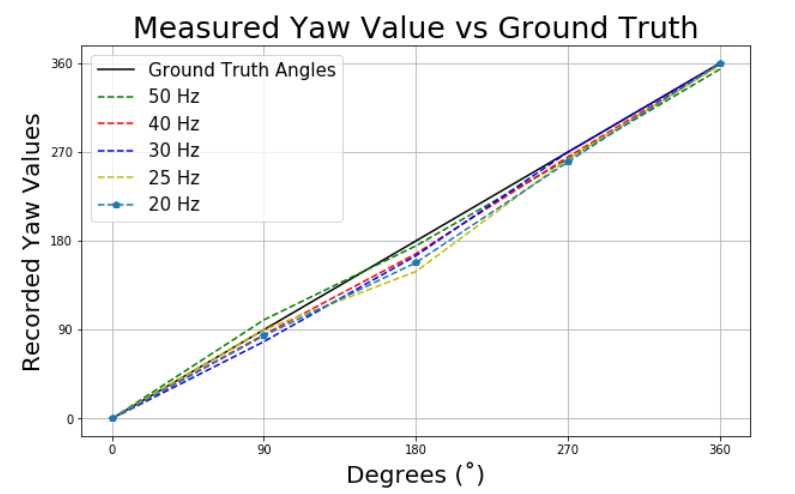 Measured Yaw Value vs Ground Truth
Recorded Yaw Values
360
270
180
90
0
Ground Truth Angles
50 Hz
40 Hz
30 Hz
25 Hz
20 Hz
0 90 180 270 360
Degrees (˚)